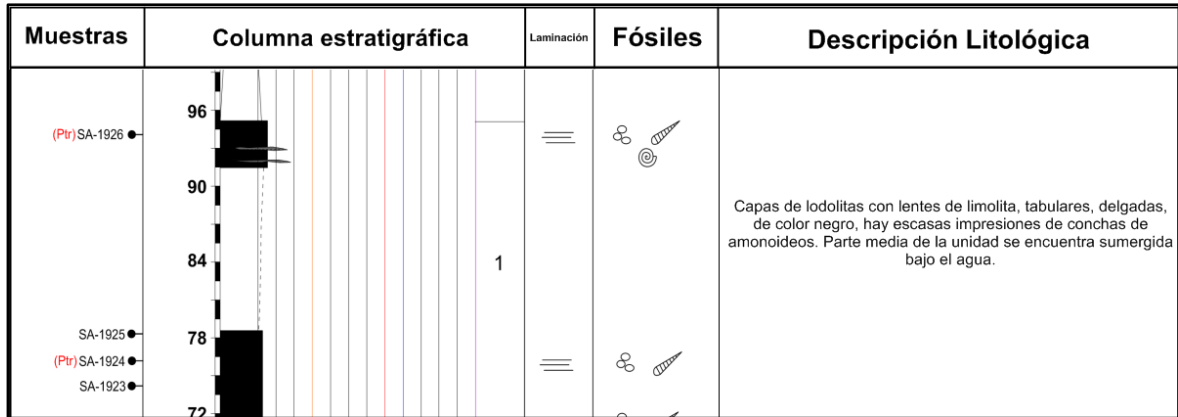 Muestras
Columna estratigráfica
Laminación
Fósiles
Descripción Litológica
96
(Ptr)SA-1926
90
84
1
Capas de lodolitas con lentes de limolita, tabulares, delgadas,
de color negro, hay escasas impresiones de conchas de
amonoideos. Parte media de la unidad se encuentra sumergida
bajo el agua.
SA-1925
78
(Ptr)SA-1924
SA-1923
72